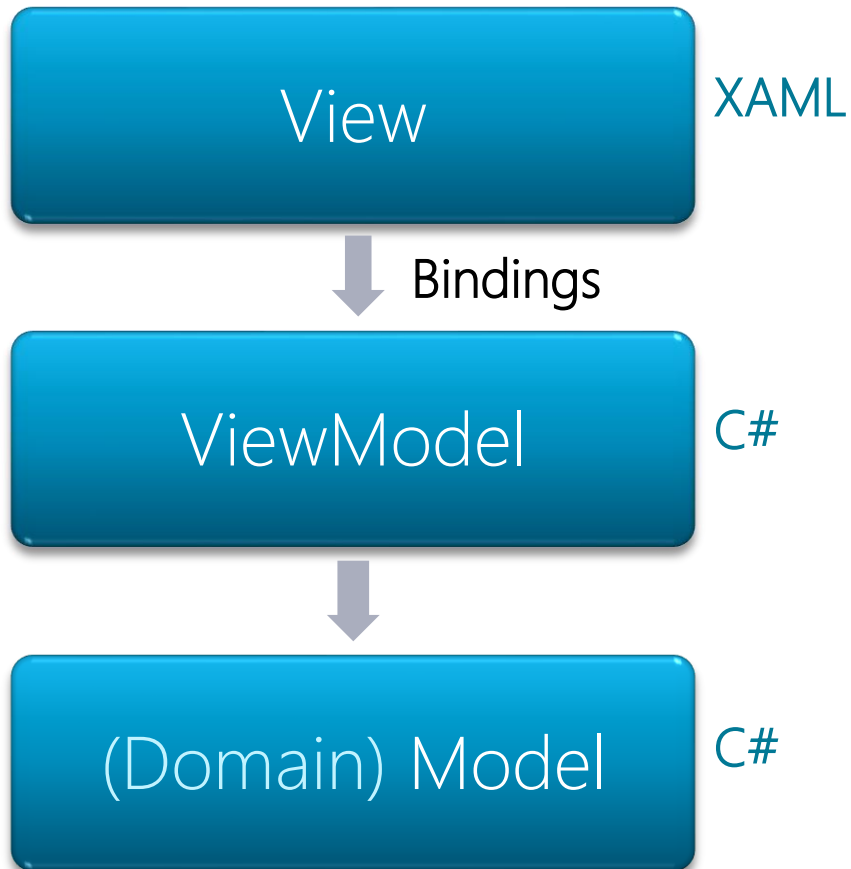 View
XAML
Bindings
ViewModel
C#
(Domain) Model
C#